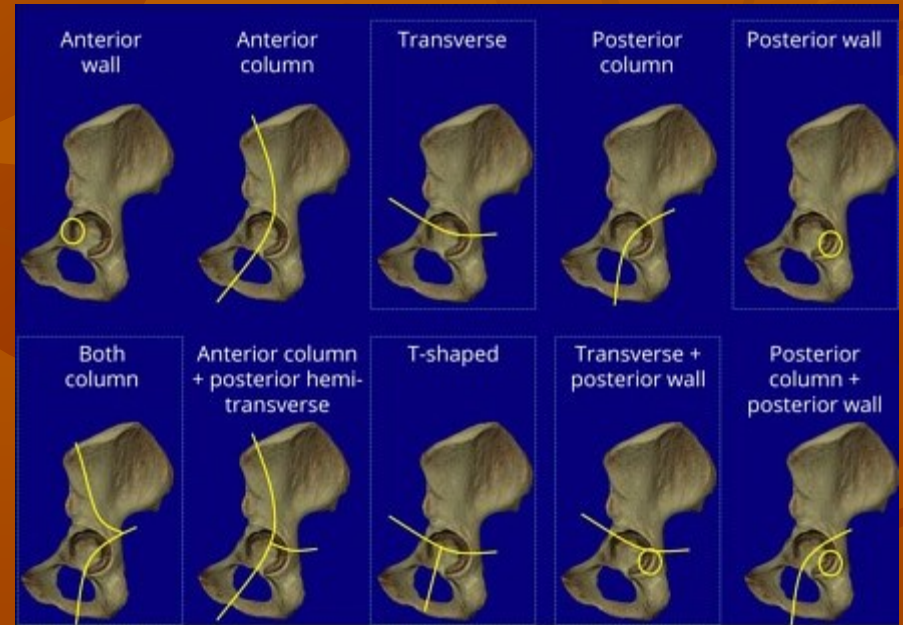 Anterior
wall
Anterior
column
Transverse
Posterior
column
Posterior wall
Both
column
Anterior column
+ posterior hemi-
transverse
T-shaped
Transverse +
posterior wall
Posterior
column +
posterior wall